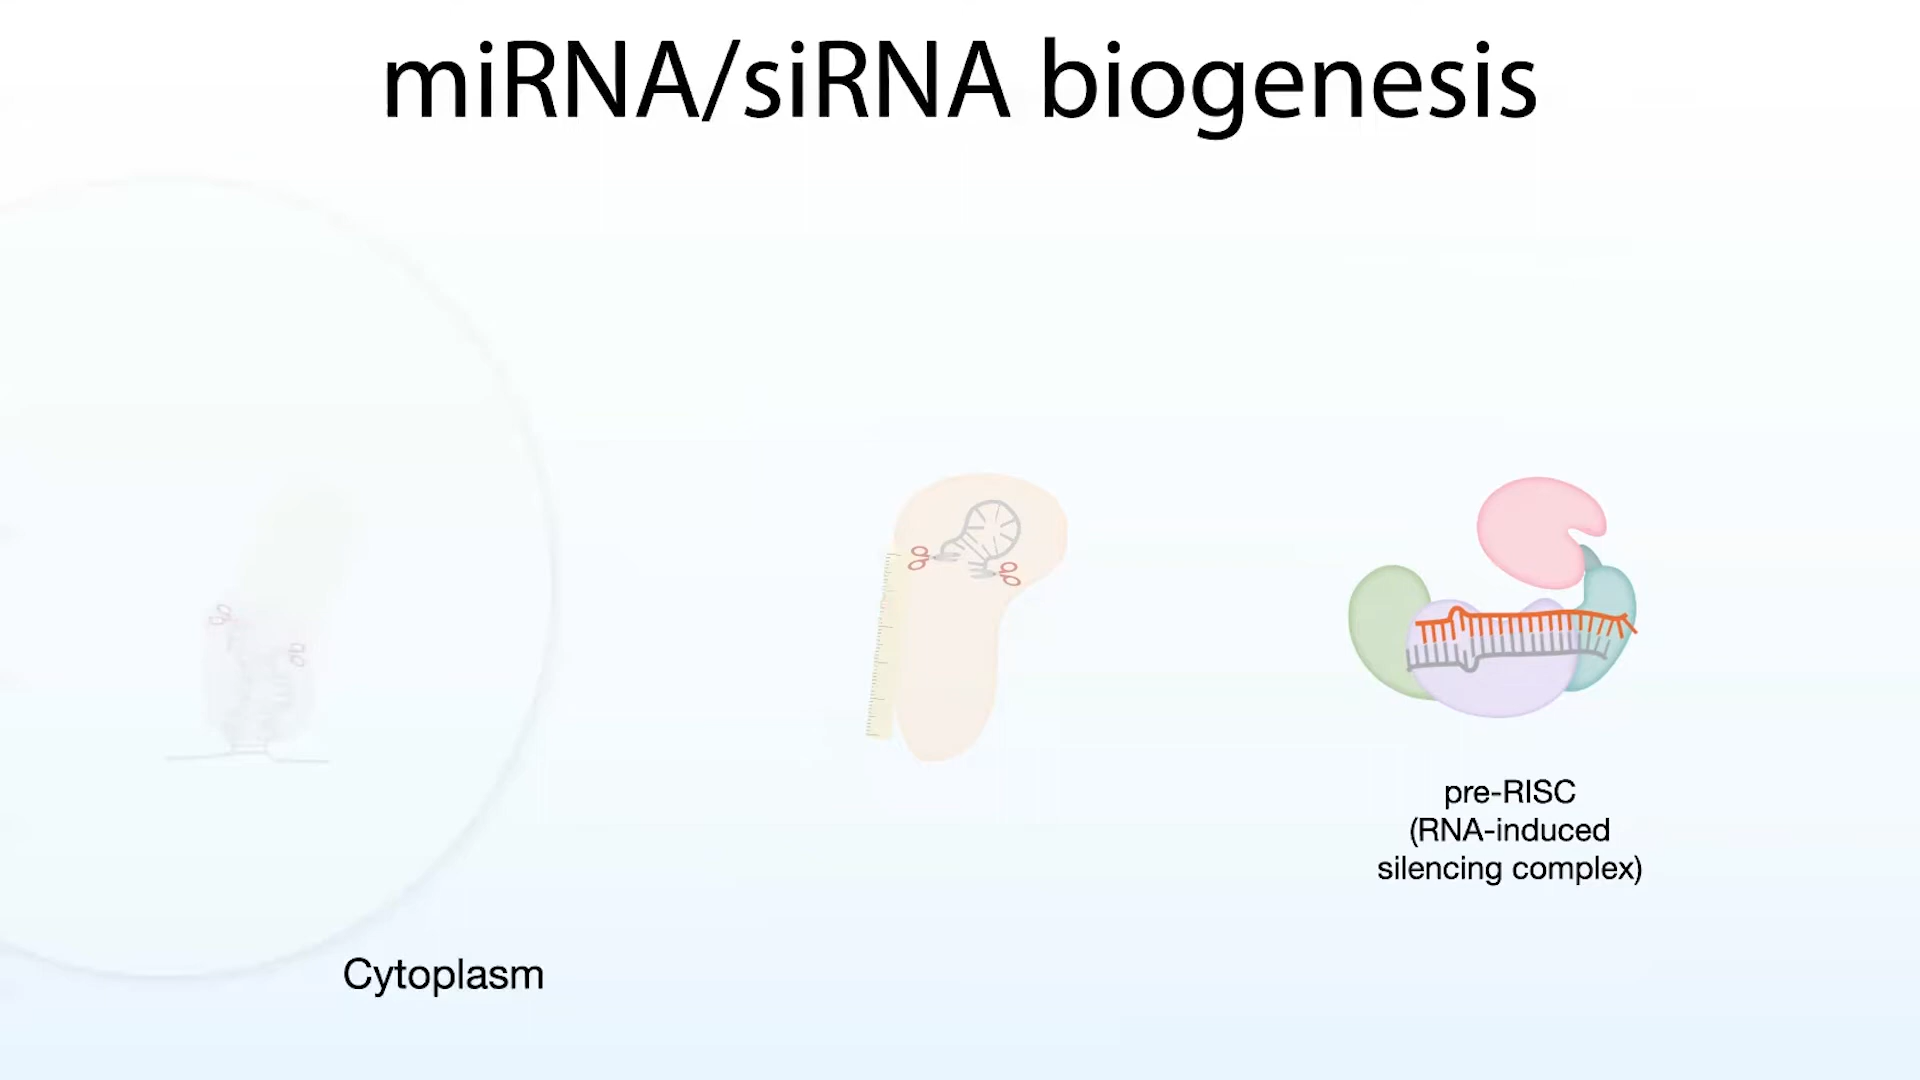 miRNA/siRNA biogenesis
pre-RISC
(RNA-induced
silencing complex)
Cytoplasm